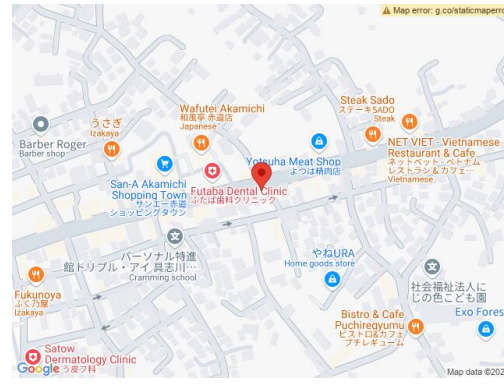 Map error: g.co/staticmaperro
Steak Sado
ステーキSADO
Steak
Wafutei Akamichi
和風亭 赤道店
Japanese
うさぎ
Izakaya
Barber Roger
Barber shop
NET VIET - Vietnamese
Restaurant & Cafe
ネットベット・ベトナム
レストラン&カフェ…
Vietnamese
Yotsuba Meat Shop
よつは精肉店
San-A Akamichi
Shopping Town
サンエー赤道
ショッピングタウン
Futaba Dental Clinic
ふたば歯科クリニック
パーソナル特進
館トリプル・アイ 具志川…
Cramming school
やねURA
Home goods store
社会福祉法人に
じの色こども園
Fukunoya
ふく乃屋
Izakaya
Bistro & Cafe
Puchiregyumu
ビストロ&カフェ
プチレギューム
Exo Fores
Satow
Dermatology Clinic
Google
Map data ©202